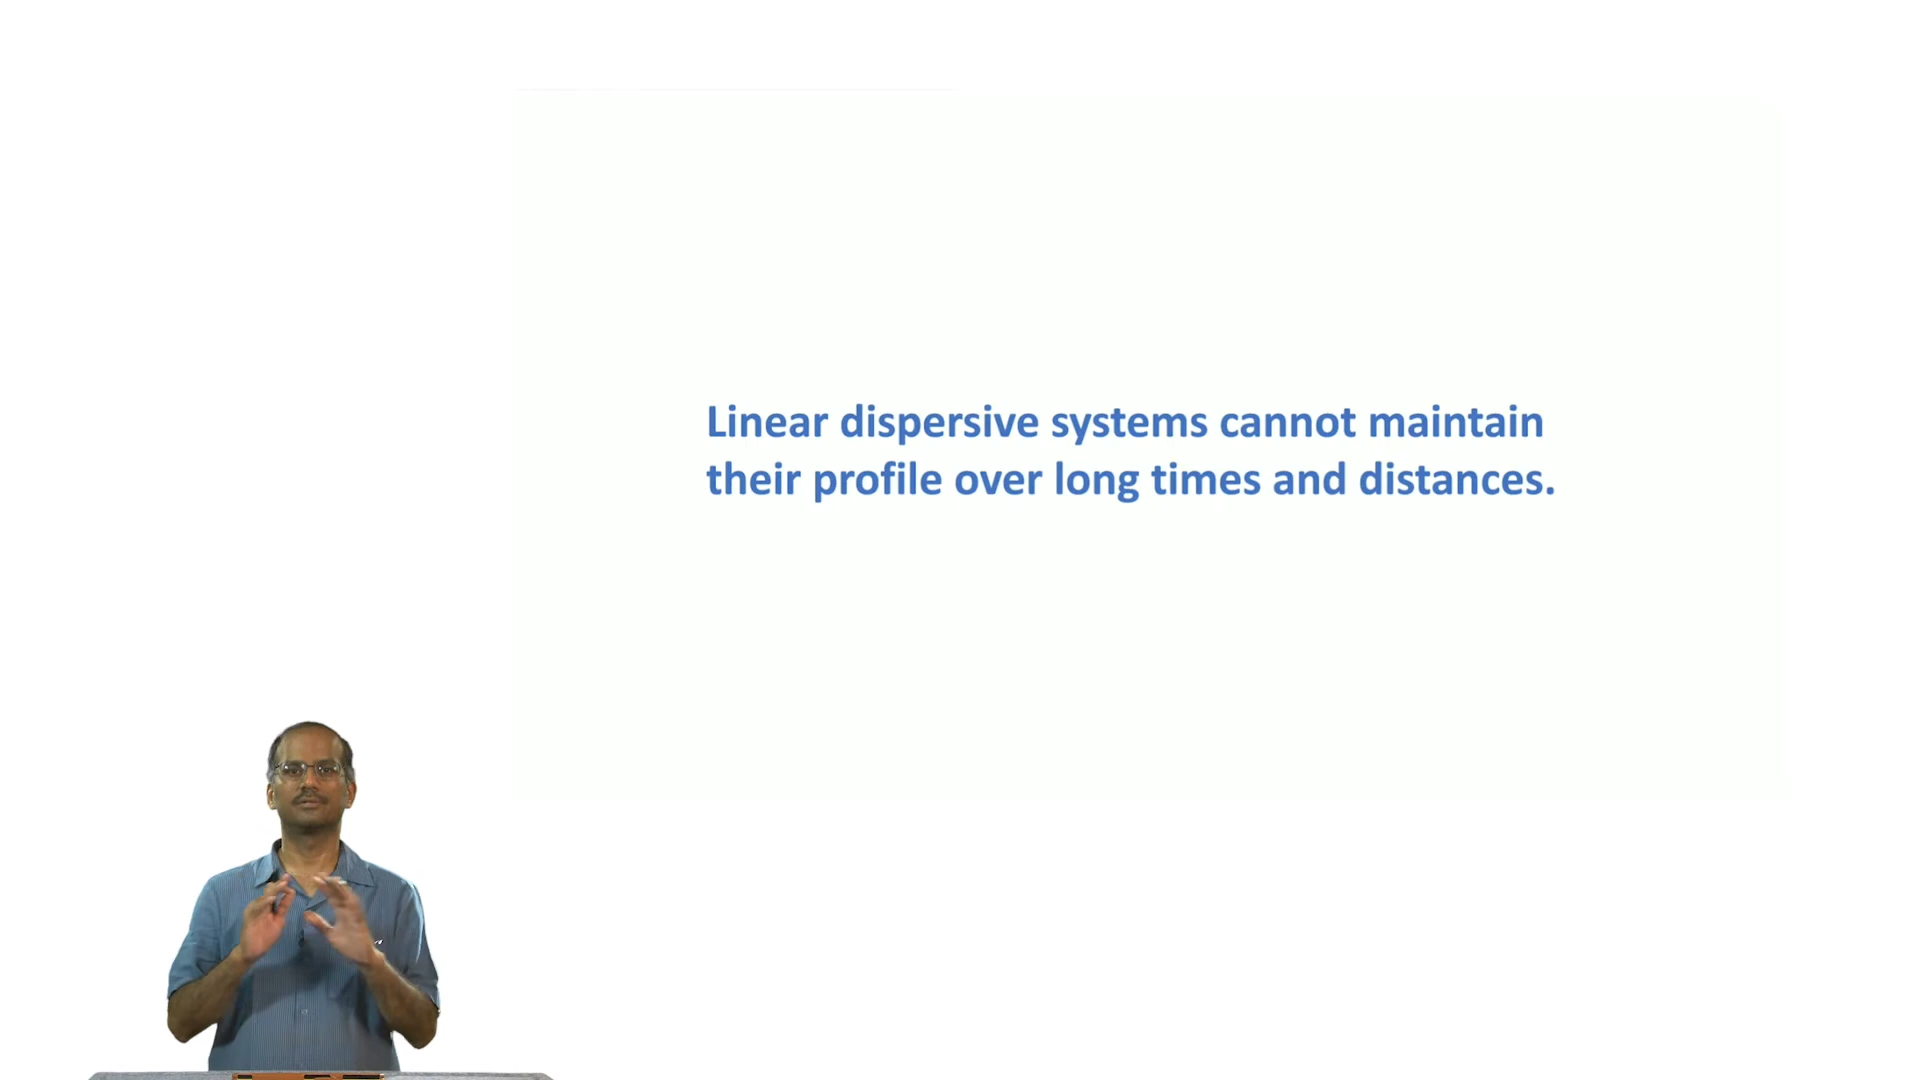 Linear dispersive systems cannot maintain
their profile over long times and distances.